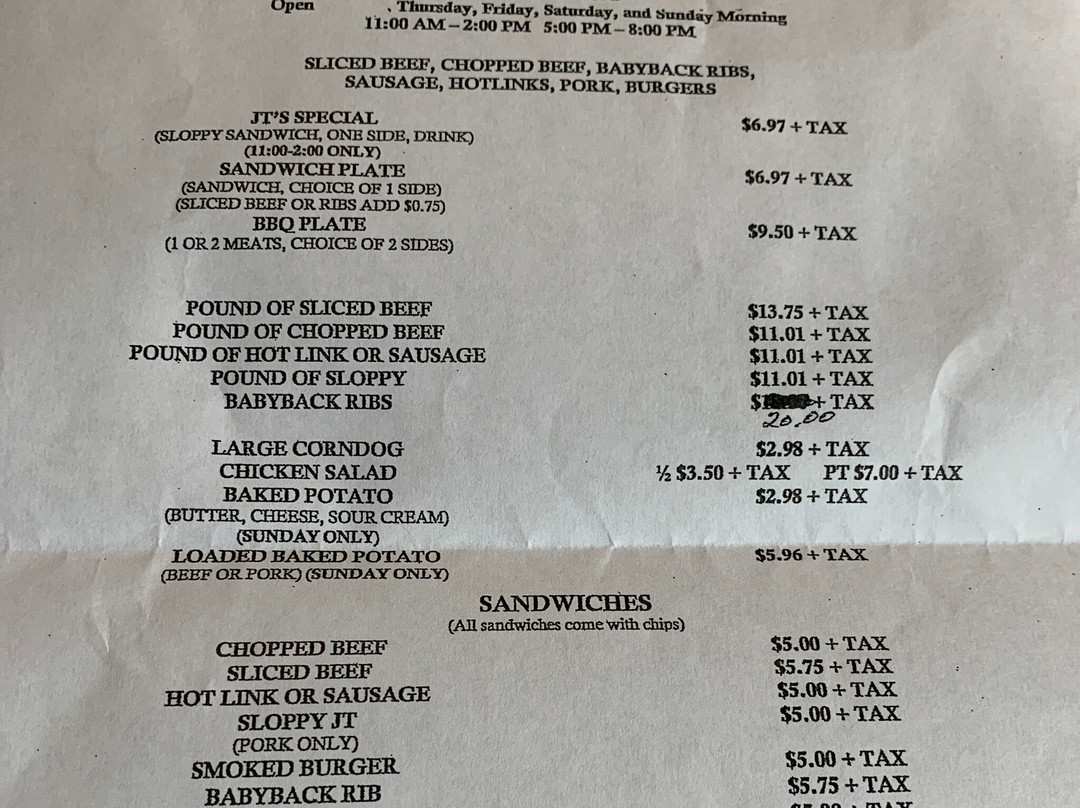 Open , Thursday, Friday, Saturday, and Sunday Morning
11:00 AM – 2:00 PM 5:00 PM – 8:00 PM
SLICED BEEF, CHOPPED BEEF, BABYBACK RIBS,
SAUSAGE, HOTLINKS, PORK, BURGERS
JT'S SPECIAL $6.97 + TAX
(SLOPPY SANDWICH, ONE SIDE, DRINK)
(11:00-2:00 ONLY)
SANDWICH PLATE $6.97 + TAX
(SANDWICH, CHOICE OF 1 SIDE)
(SLICED BEEF OR RIBS ADD $0.75)
BBQ PLATE $9.50 + TAX
(1 OR 2 MEATS, CHOICE OF 2 SIDES)
POUND OF SLICED BEEF $13.75 + TAX
POUND OF CHOPPED BEEF $11.01 + TAX
POUND OF HOT LINK OR SAUSAGE $11.01 + TAX
POUND OF SLOPPY $11.01 + TAX
BABYBACK RIBS $ + TAX
20.00
LARGE CORNDOG $2.98 + TAX
CHICKEN SALAD ½ $3.50 + TAX PT $7.00 + TAX
BAKED POTATO $2.98 + TAX
(BUTTER, CHEESE, SOUR CREAM)
(SUNDAY ONLY)
LOADED BAKED POTATO $5.96 + TAX
(BEEF OR PORK) (SUNDAY ONLY)
SANDWICHES
(All sandwiches come with chips)
CHOPPED BEEF $5.00 + TAX
SLICED BEEF $5.75 + TAX
HOT LINK OR SAUSAGE $5.00 + TAX
SLOPPY JT $5.00 + TAX
(PORK ONLY)
SMOKED BURGER $5.00 + TAX
BABYBACK RIB $5.75 + TAX